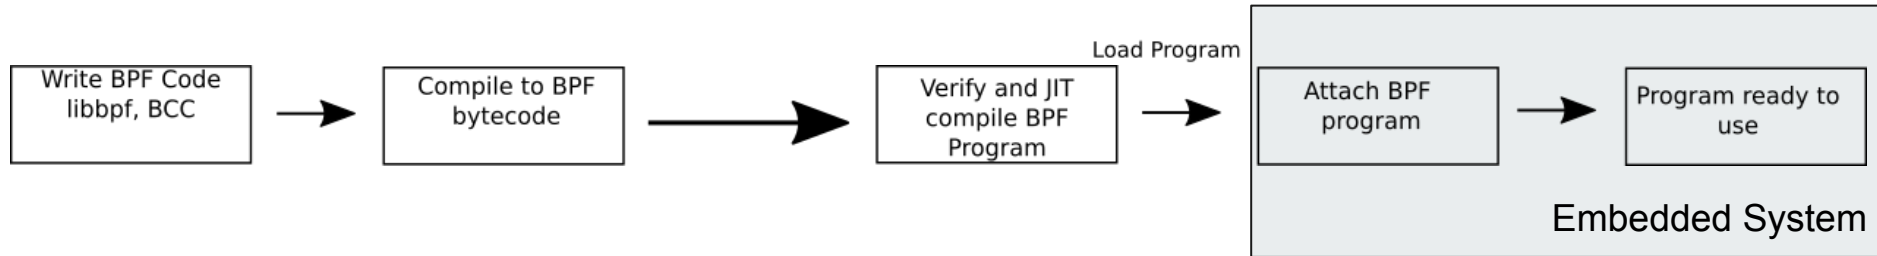 Write BPF Code
libbpf, BCC
Compile to BPF
bytecode
Verify and JIT
compile BPF
Program
Load Program
Attach BPF
program
Program ready to
use
Embedded System